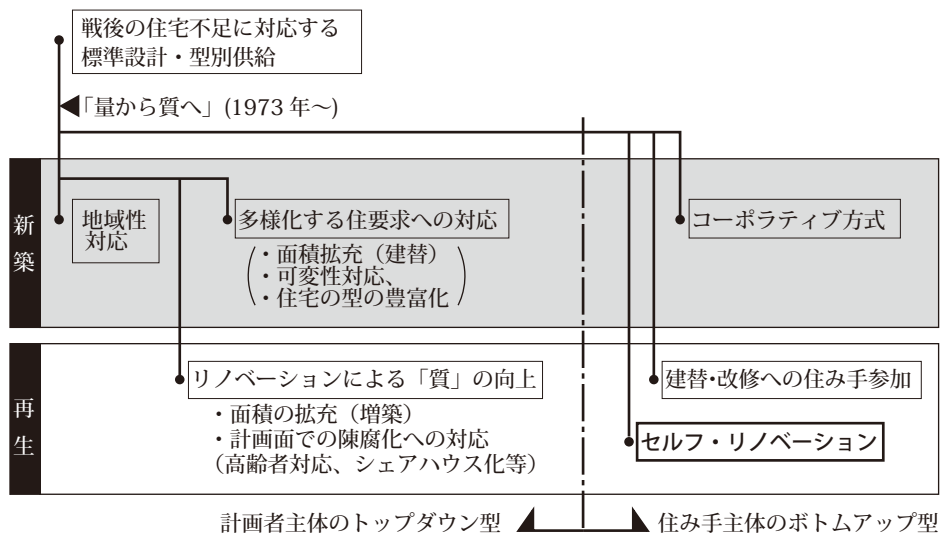 戦後の住宅不足に対応する
標準設計・型別供給
「量から質へ」(1973 年～)
新築
地域性
対応
多様化する住要求への対応
・面積拡充（建替）
・可変性対応、
・住宅の型の豊富化
コーポラティブ方式
再生
リノベーションによる「質」の向上
・面積の拡充（増築）
・計画面での陳腐化への対応
（高齢者対応、シェアハウス化等）
建替・改修への住み手参加
セルフ・リノベーション
計画者主体のトップダウン型
住み手主体のボトムアップ型